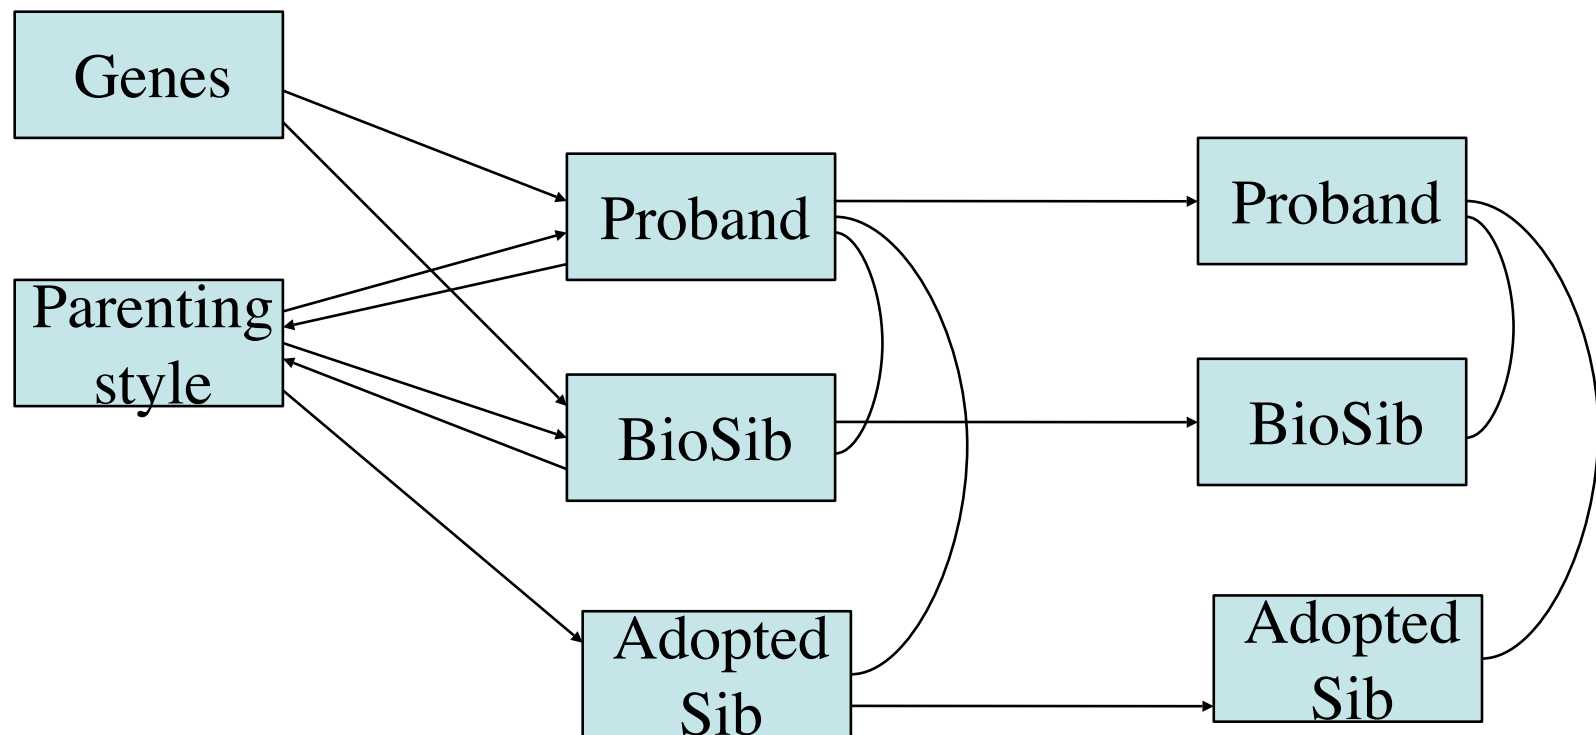 Genes
Parenting
style
Proband
BioSib
Adopted
Sib
Proband
BioSib
Adopted
Sib